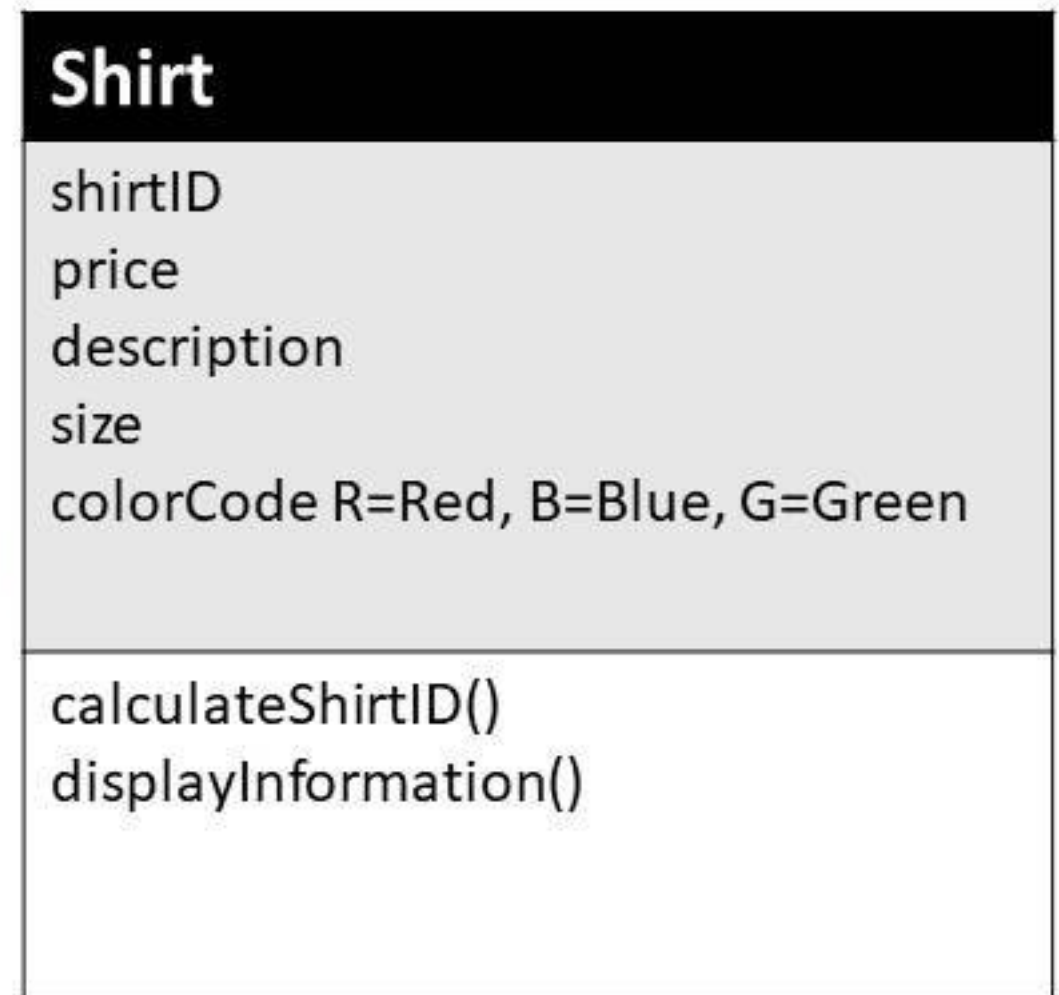 Shirt
shirtID
price
description
size
colorCode R=Red, B=Blue, G=Green
calculateShirtID()
displayInformation()